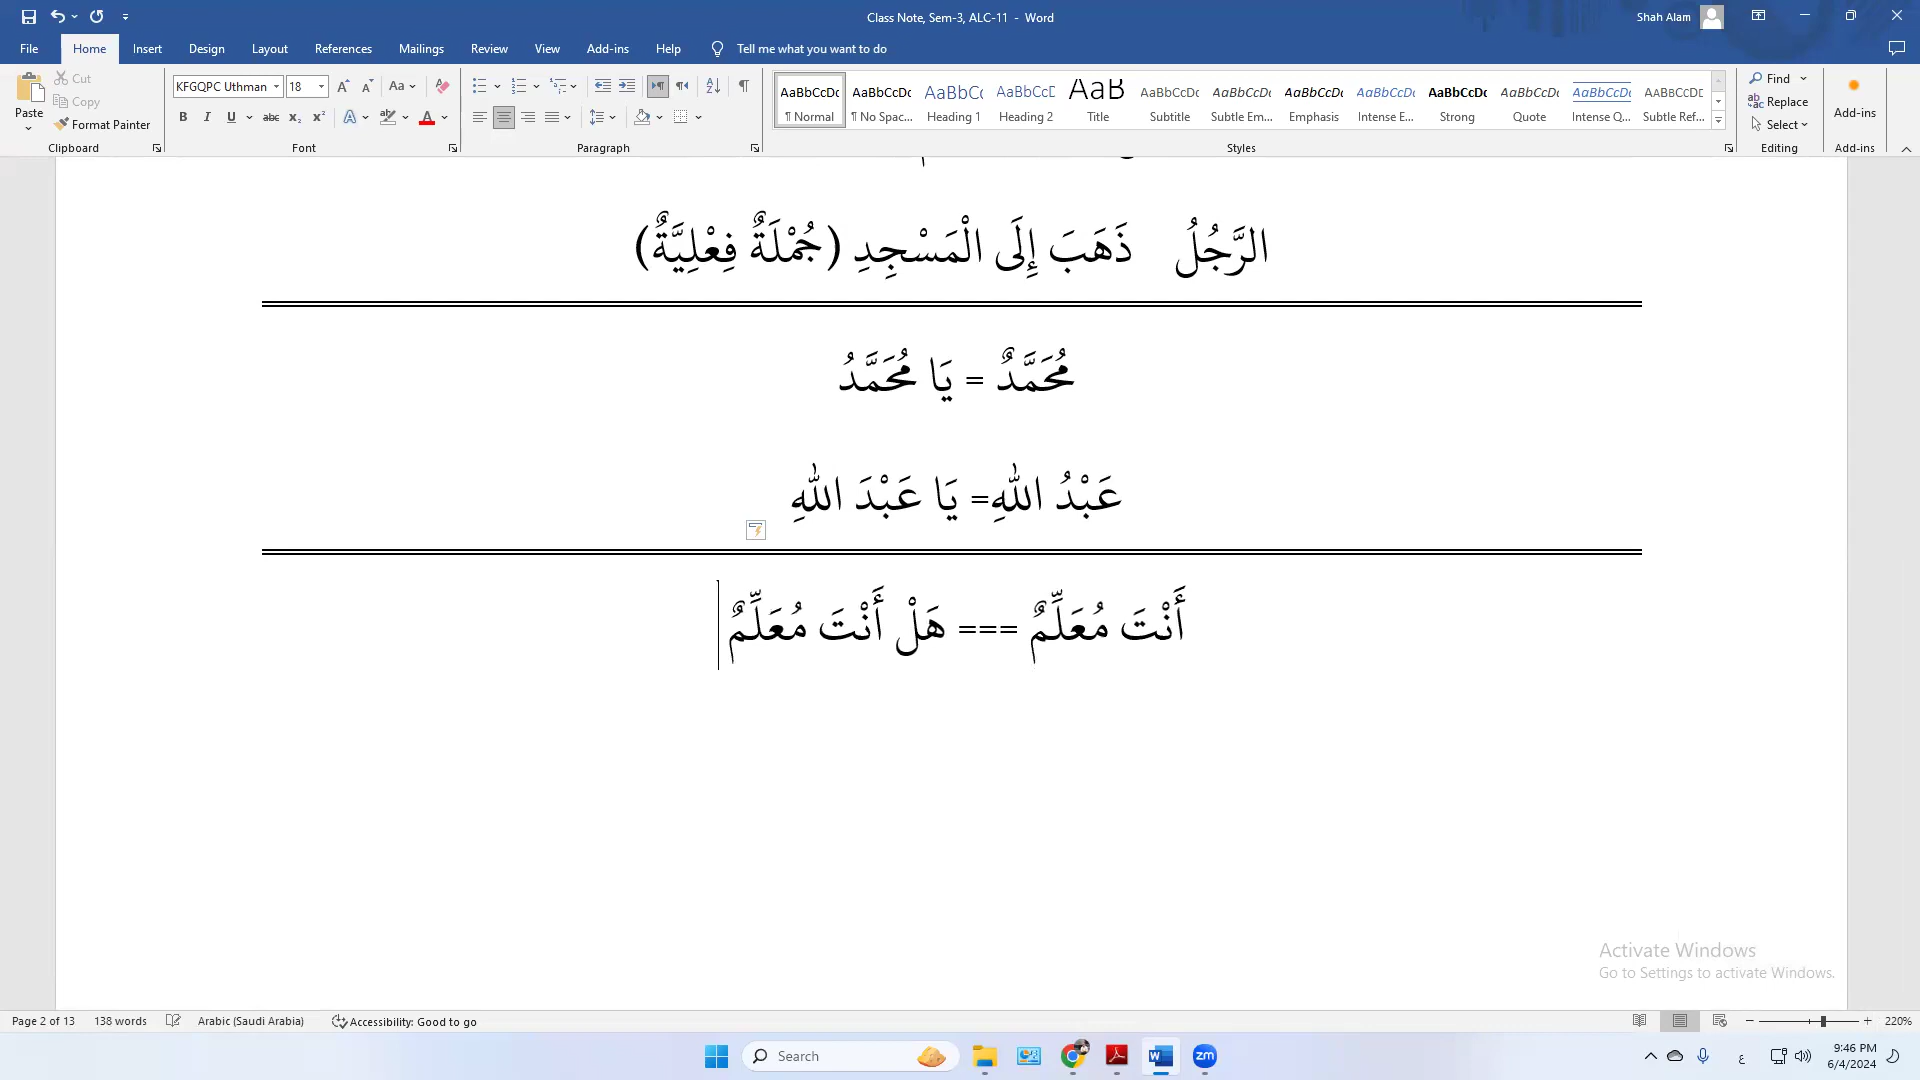 Class Note, Sem-3, ALC-11 - Word
Shah Alam
File Home Insert Design Layout References Mailings Review View Add-ins Help Tell me what you want to do
Paste
Cut
Copy
Format Painter
Clipboard
KFGQPC Uthman 18
Font
Paragraph
AaBbCcDc AaBbCcDc AaBbCc AaBbCcD AaB AaBbCcDc AaBbCcDc AaBbCcDc AaBbCcDc AaBbCcDc AaBbCcDc AaBbCcDc AaBbCcDc
¶ Normal ¶ No Spac... Heading 1 Heading 2 Title Subtitle Subtle Em... Emphasis Intense E... Strong Quote Intense Q... Subtle Ref...
Styles
Find
Replace
Select
Editing
Add-ins
Add-ins
الرَّجُلُ ذَهَبَ إِلَى الْمَسْجِدِ (جُمْلَةٌ فِعْلِيَّةٌ)
مُحَمَّدٌ = يَا مُحَمَّدُ
عَبْدُ اللهِ= يَا عَبْدَ اللهِ
أَنْتَ مُعَلِّمٌ === هَلْ أَنْتَ مُعَلِّمٌ
Activate Windows
Go to Settings to activate Windows.
Page 2 of 13 138 words Arabic (Saudi Arabia) Accessibility: Good to go
220%
Search
zm
ع
9:46 PM
6/4/2024